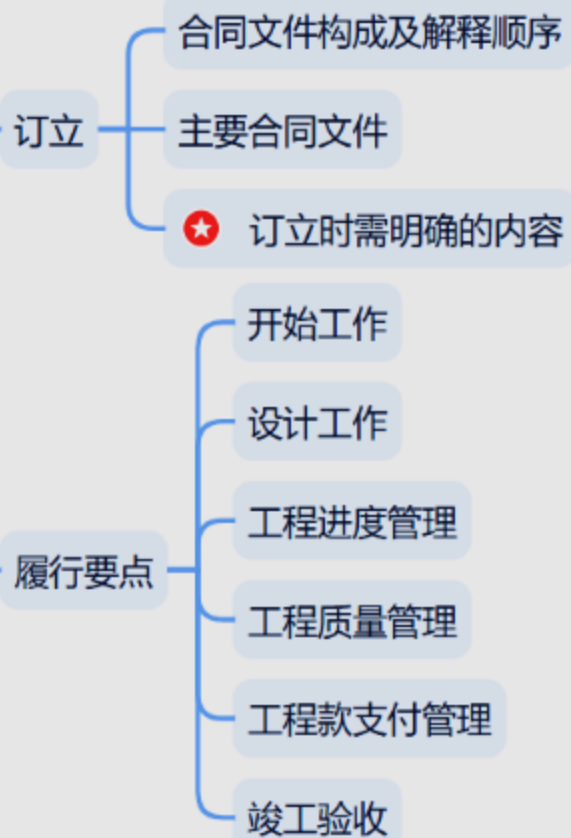 订立
合同文件构成及解释顺序
主要合同文件
订立时需明确的内容
履行要点
开始工作
设计工作
工程进度管理
工程质量管理
工程款支付管理
竣工验收